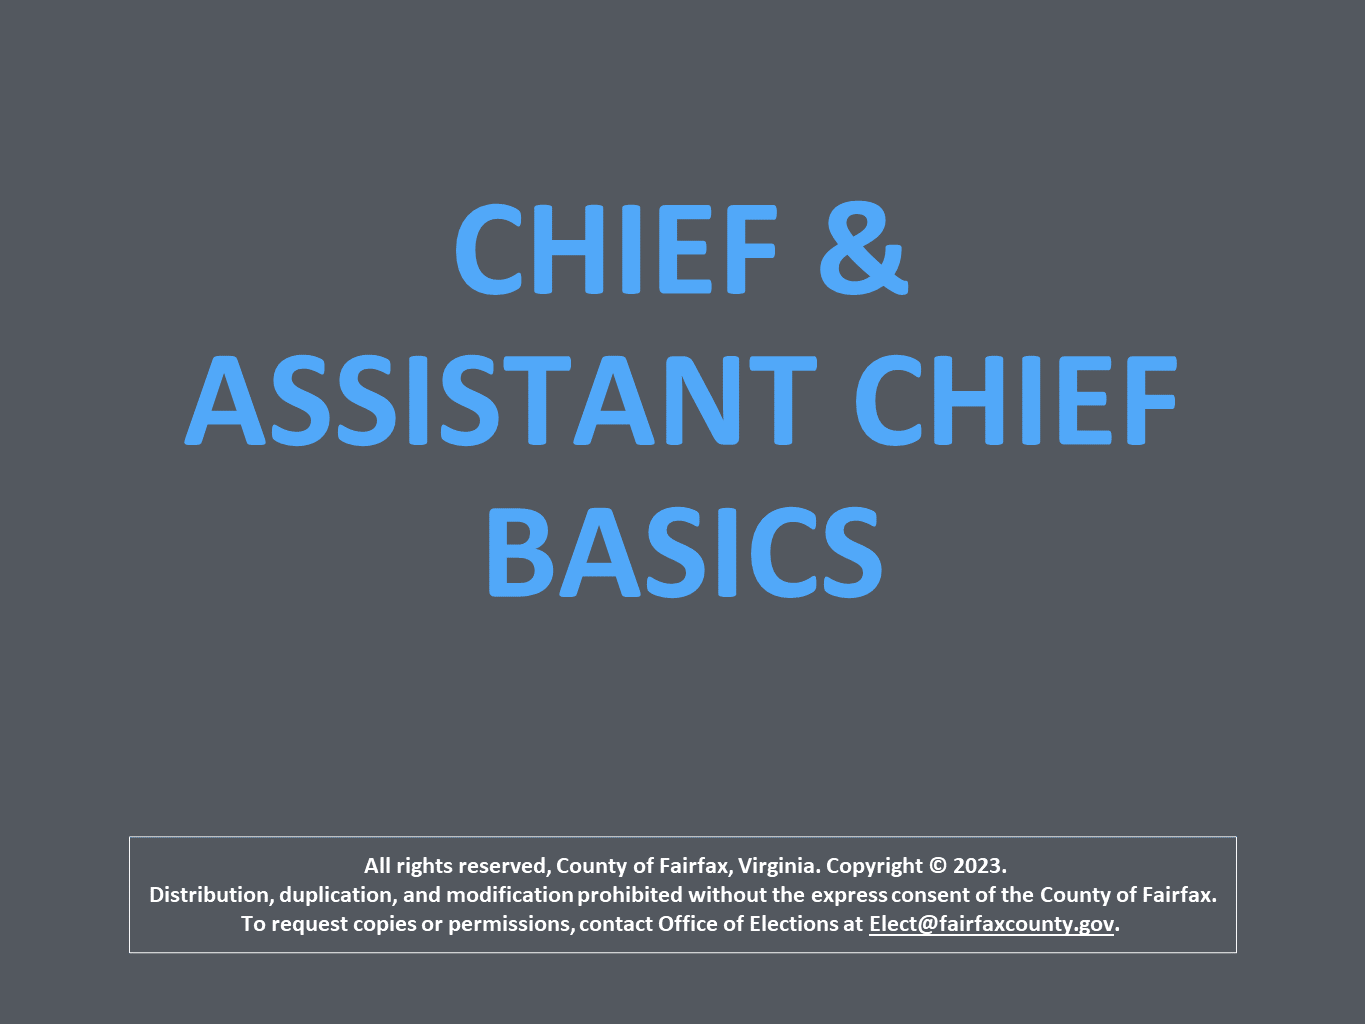 CHIEF &
ASSISTANT CHIEF
BASICS
All rights reserved, County of Fairfax, Virginia. Copyright © 2023.
Distribution, duplication, and modification prohibited without the express consent of the County of Fairfax.
To request copies or permissions, contact Office of Elections at Elect@fairfaxcounty.gov.